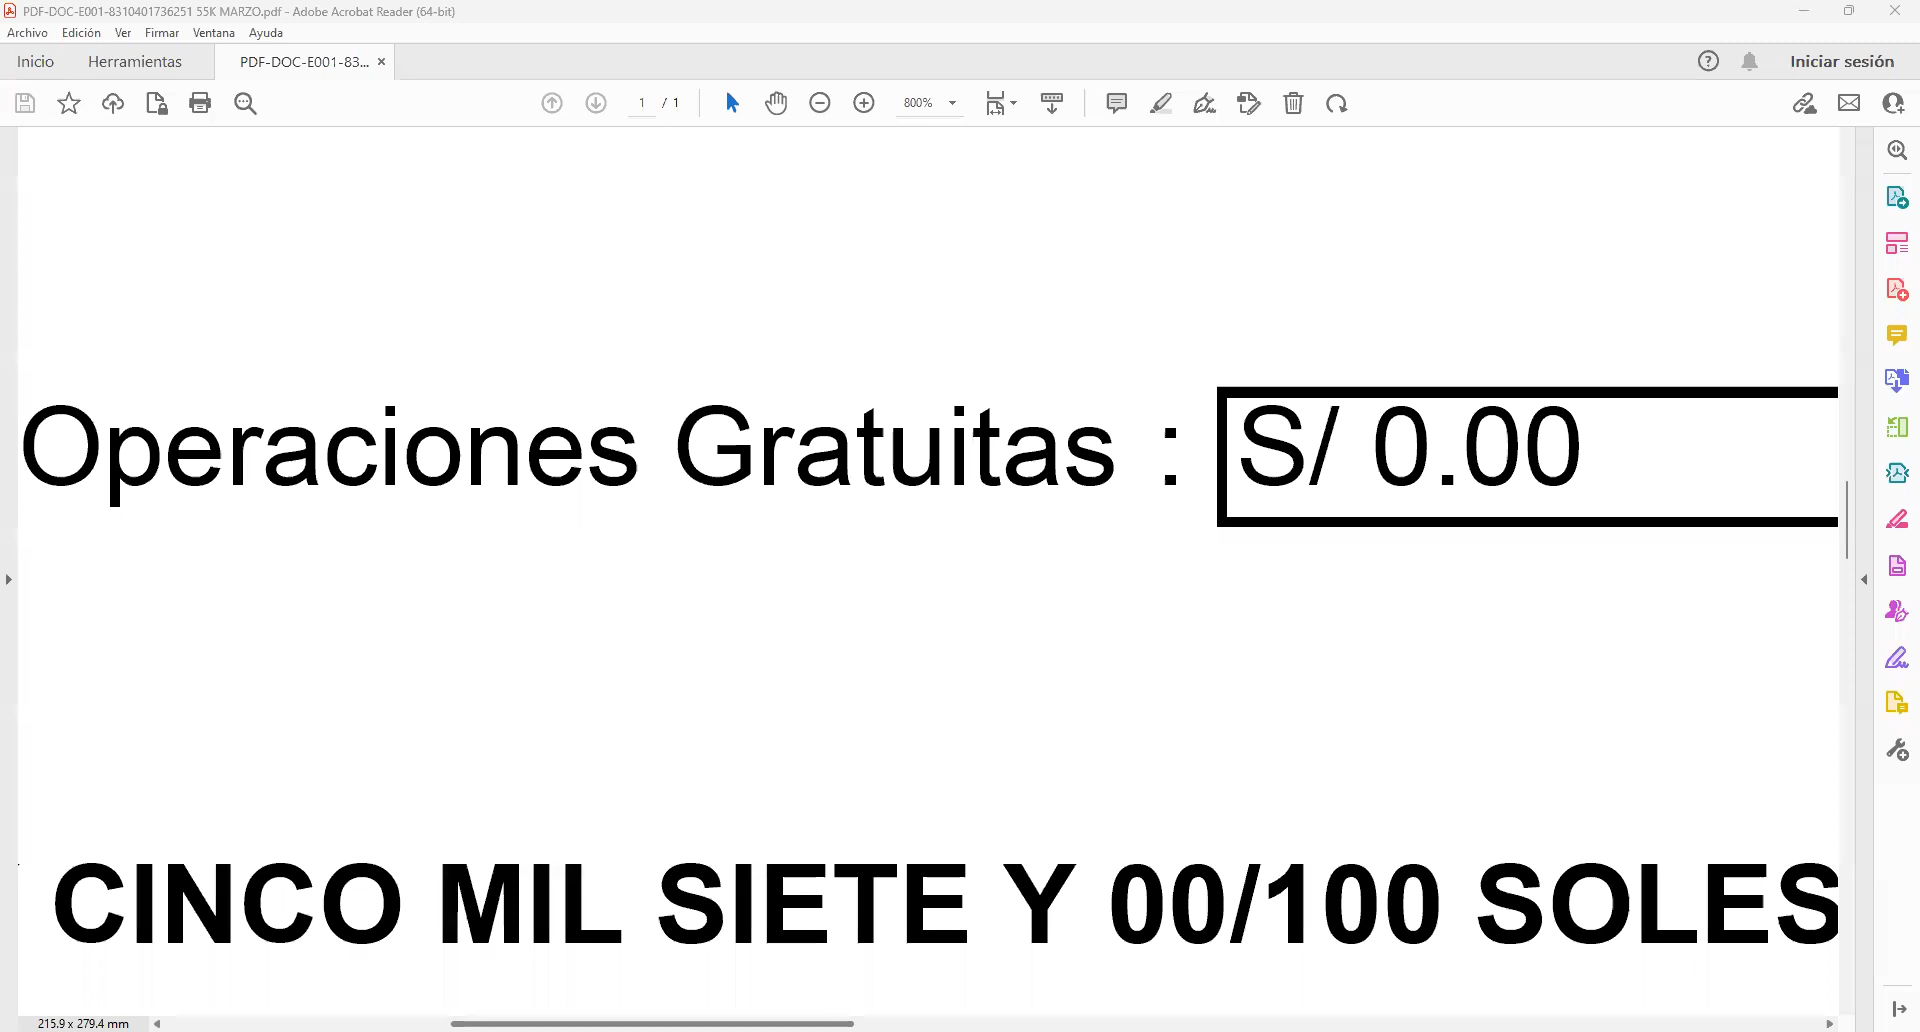 PDF-DOC-E001-8310401736251 55K MARZO.pdf - Adobe Acrobat Reader (64-bit)
Archivo Edición Ver Firmar Ventana Ayuda
Inicio Herramientas PDF-DOC-E001-83... × Iniciar sesión
1 / 1 800%
Operaciones Gratuitas : S/ 0.00
CINCO MIL SIETE Y 00/100 SOLES
215.9 x 279.4 mm